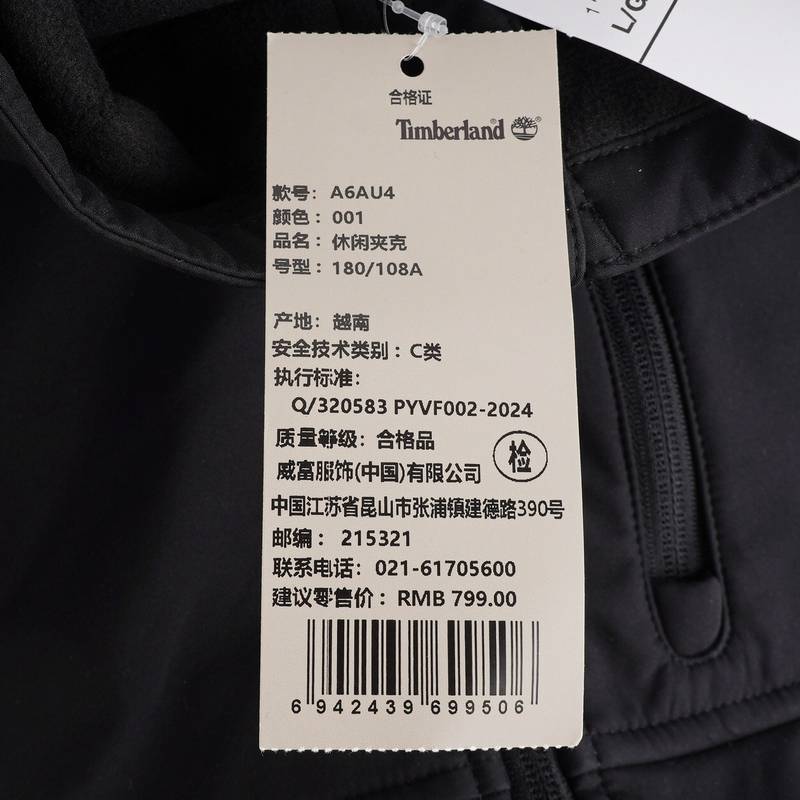 L/G
合格证
Timberland
款号： A6AU4
颜色： 001
品名： 休闲夹克
号型： 180/108A
产地： 越南
安全技术类别： C类
执行标准：
Q/320583 PYVF002-2024
质量等级： 合格品
检
威富服饰(中国)有限公司
中国江苏省昆山市张浦镇建德路390号
邮编： 215321
联系电话： 021-61705600
建议零售价： RMB 799.00
6 942439 699506